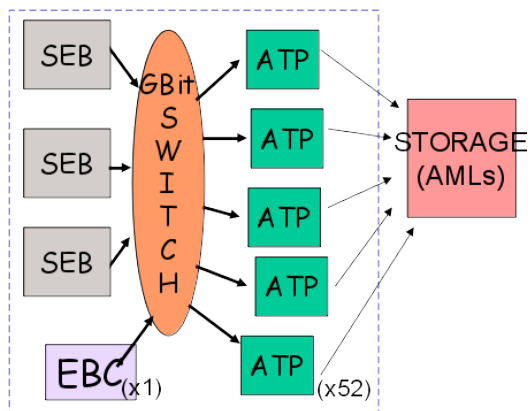 SEB
SEB
SEB
EBC
(x1)
GBit
S
W
I
T
C
H
ATP
ATP
ATP
ATP
ATP
(x52)
STORAGE
(AMLs)